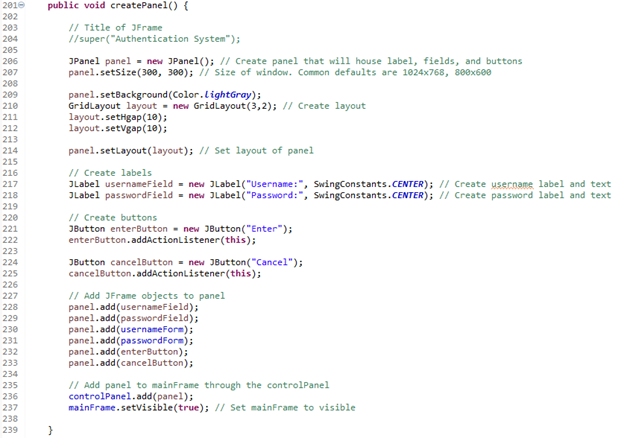 201 public void createPanel() {
202
203 // Title of JFrame
204 //super("Authentication System");
205
206 JPanel panel = new JPanel(); // Create panel that will house label, fields, and buttons
207 panel.setSize(300, 300); // Size of window. Common defaults are 1024x768, 800x600
208
209 panel.setBackground(Color.lightGray);
210 GridLayout layout = new GridLayout(3,2); // Create layout
211 layout.setHgap(10);
212 layout.setVgap(10);
213
214 panel.setLayout(layout); // Set layout of panel
215
216 // Create labels
217 JLabel usernameField = new JLabel("Username:", SwingConstants.CENTER); // Create username label and text
218 JLabel passwordField = new JLabel("Password:", SwingConstants.CENTER); // Create password label and text
219
220 // Create buttons
221 JButton enterButton = new JButton("Enter");
222 enterButton.addActionListener(this);
223
224 JButton cancelButton = new JButton("Cancel");
225 cancelButton.addActionListener(this);
226
227 // Add JFrame objects to panel
228 panel.add(usernameField);
229 panel.add(passwordField);
230 panel.add(usernameForm);
231 panel.add(passwordForm);
232 panel.add(enterButton);
233 panel.add(cancelButton);
234
235 // Add panel to mainFrame through the controlPanel
236 controlPanel.add(panel);
237 mainFrame.setVisible(true); // Set mainFrame to visible
238
239 }